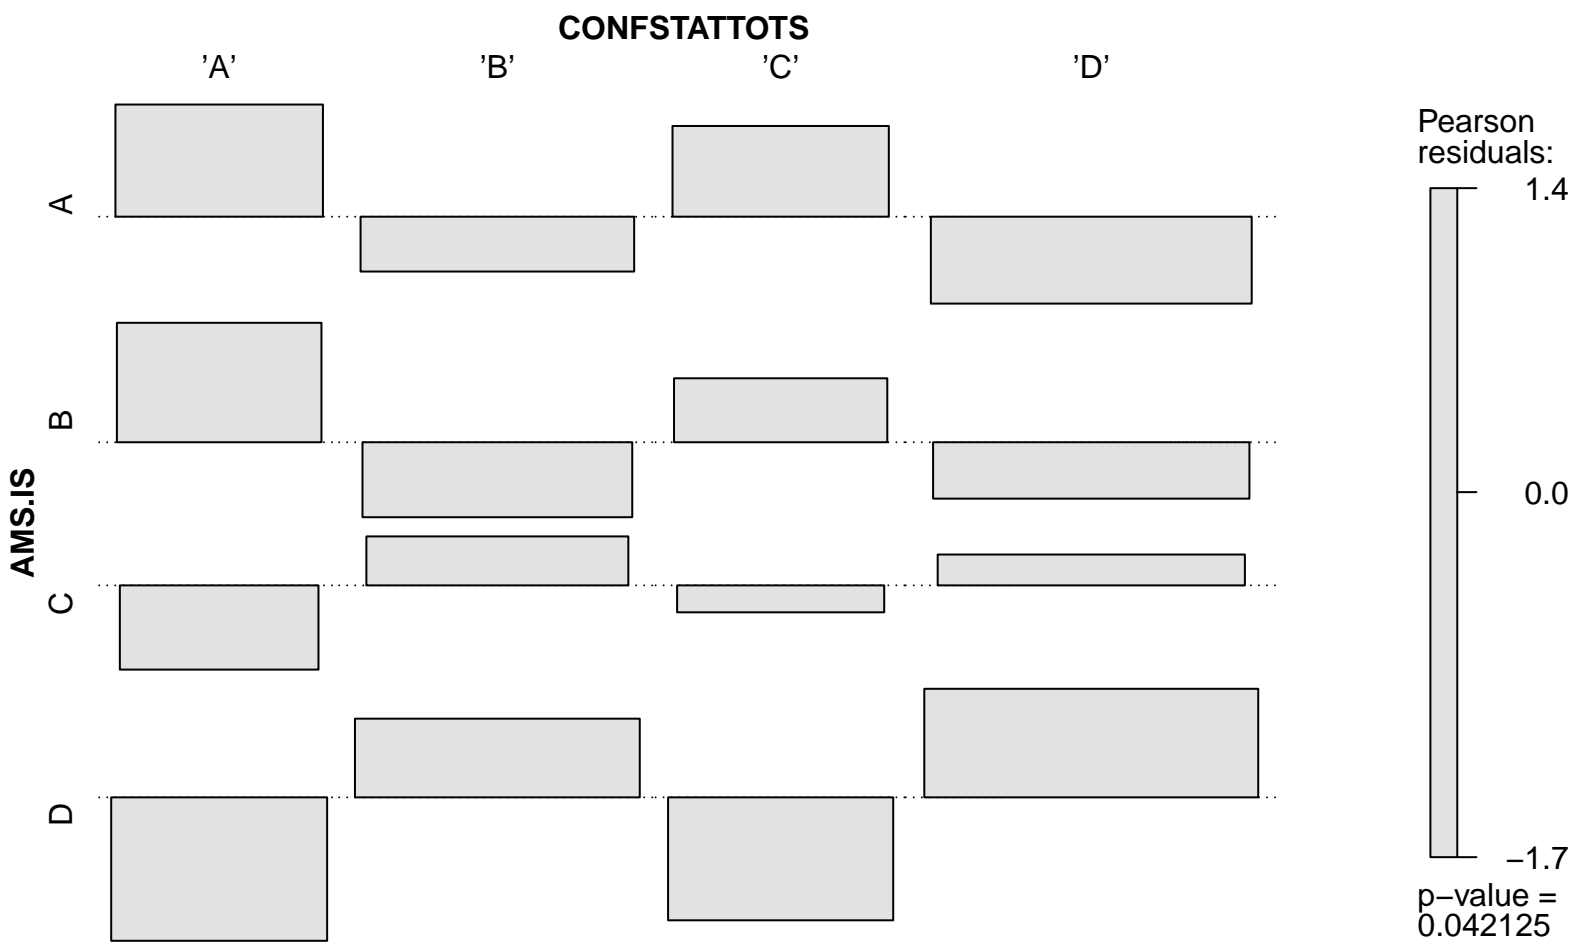 CONFSTATTOTS
’A’ ’B’ ’C’ ’D’
AMS.IS
A
B
C
D
Pearson
residuals:
1.4
0.0
−1.7
p−value =
0.042125